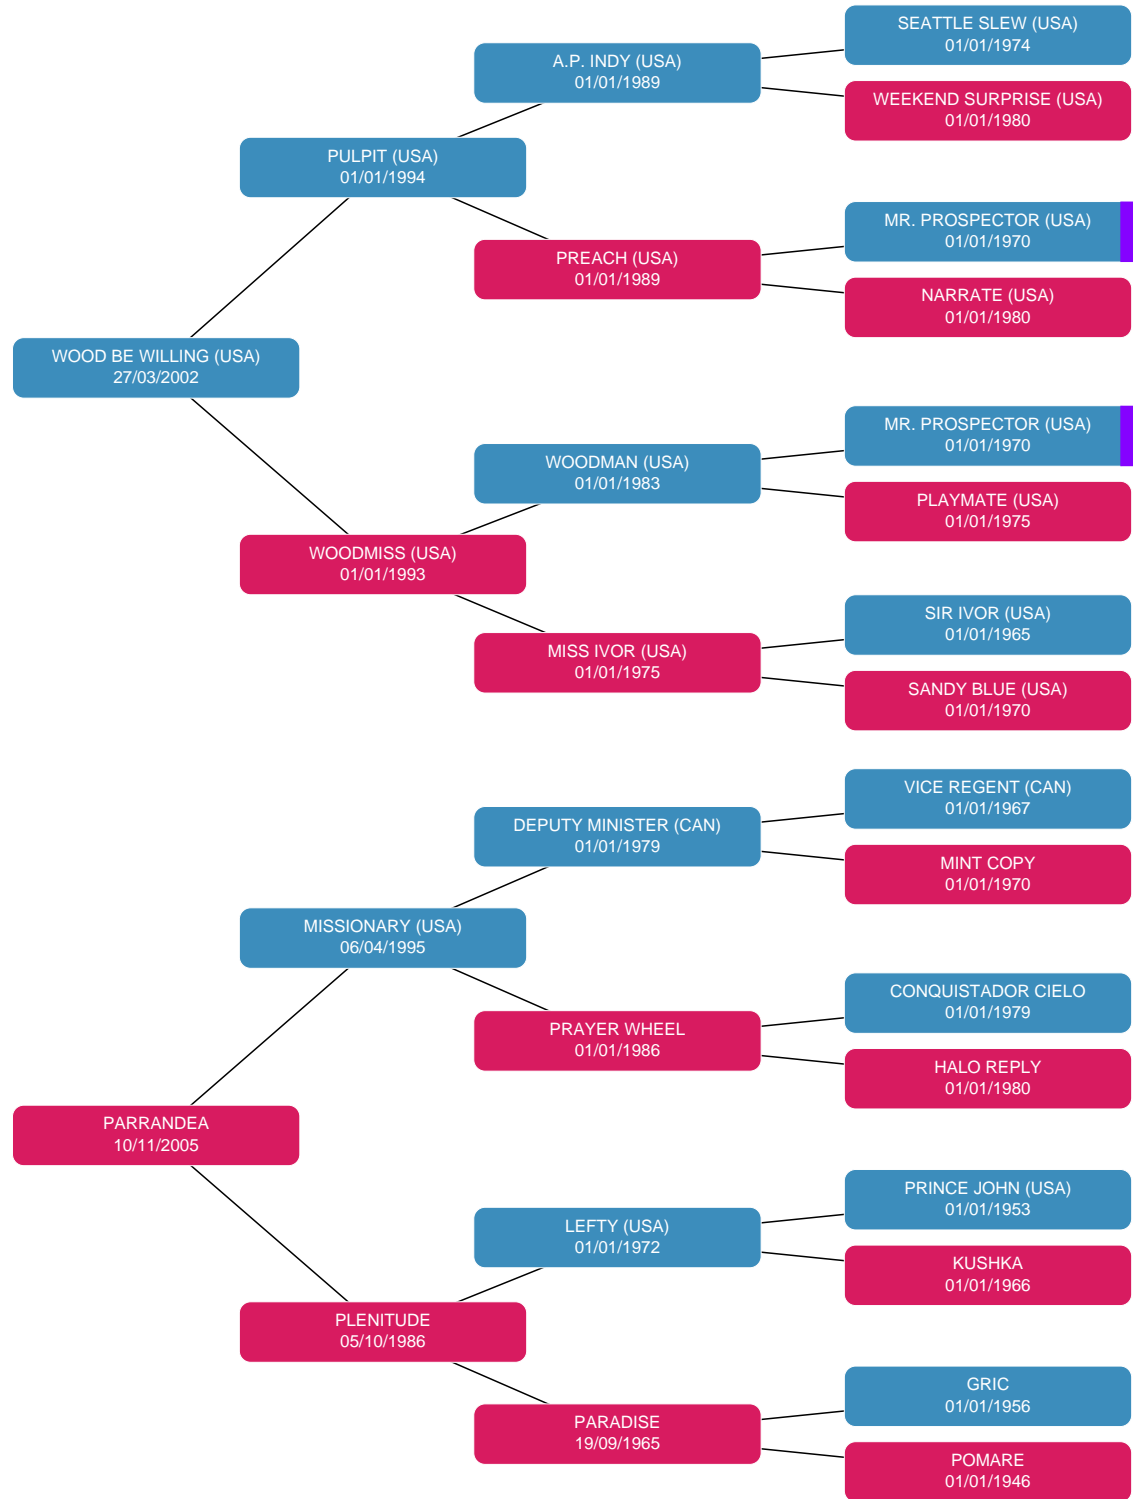 SEATTLE SLEW (USA)
01/01/1974
A.P. INDY (USA)
01/01/1989
WEEKEND SURPRISE (USA)
01/01/1980
PULPIT (USA)
01/01/1994
MR. PROSPECTOR (USA)
01/01/1970
PREACH (USA)
01/01/1989
NARRATE (USA)
01/01/1980
WOOD BE WILLING (USA)
27/03/2002
MR. PROSPECTOR (USA)
01/01/1970
WOODMAN (USA)
01/01/1983
PLAYMATE (USA)
01/01/1975
WOODMISS (USA)
01/01/1993
SIR IVOR (USA)
01/01/1965
MISS IVOR (USA)
01/01/1975
SANDY BLUE (USA)
01/01/1970
VICE REGENT (CAN)
01/01/1967
DEPUTY MINISTER (CAN)
01/01/1979
MINT COPY
01/01/1970
MISSIONARY (USA)
06/04/1995
CONQUISTADOR CIELO
01/01/1979
PRAYER WHEEL
01/01/1986
HALO REPLY
01/01/1980
PARRANDEA
10/11/2005
PRINCE JOHN (USA)
01/01/1953
LEFTY (USA)
01/01/1972
KUSHKA
01/01/1966
PLENITUDE
05/10/1986
GRIC
01/01/1956
PARADISE
19/09/1965
POMARE
01/01/1946